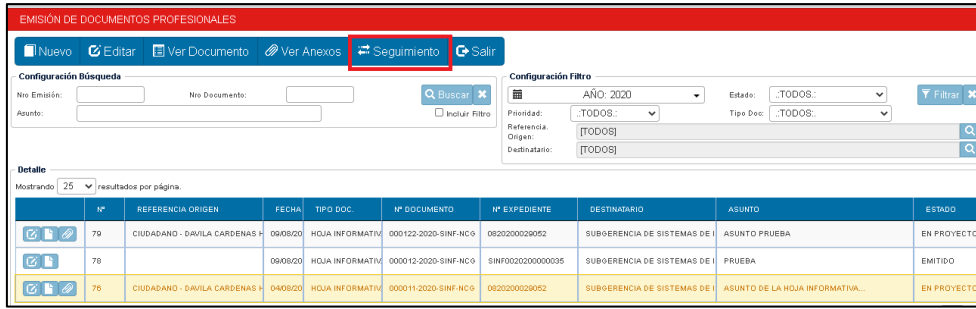 EMISIÓN DE DOCUMENTOS PROFESIONALES
Nuevo Editar Ver Documento Ver Anexos Seguimiento Salir
Configuración Búsqueda
Nro Emisión: Nro Documento: Buscar
Asunto: Incluir Filtro
Configuración Filtro
AÑO: 2020 Estado: .:TODOS.: Filtrar
Prioridad: .:TODOS.: Tipo Doc: .:TODOS:.
Referencia. Origen: [TODOS]
Destinatario: [TODOS]
Detalle
Mostrando 25 resultados por página.
N° REFERENCIA ORIGEN FECHA TIPO DOC. N° DOCUMENTO N° EXPEDIENTE DESTINATARIO ASUNTO ESTADO
79 CIUDADANO - DAVILA CARDENAS H 09/08/20 HOJA INFORMATIV 000122-2020-SINF-NCG 0820200029052 SUBGERENCIA DE SISTEMAS DE I ASUNTO PRUEBA EN PROYECTO
78 09/08/20 HOJA INFORMATIV 000012-2020-SINF-NCG SINF0020200000035 SUBGERENCIA DE SISTEMAS DE I PRUEBA EMITIDO
76 CIUDADANO - DAVILA CARDENAS H 04/08/20 HOJA INFORMATIV 000011-2020-SINF-NCG 0820200029052 SUBGERENCIA DE SISTEMAS DE I ASUNTO DE LA HOJA INFORMATIVA... EN PROYECTO